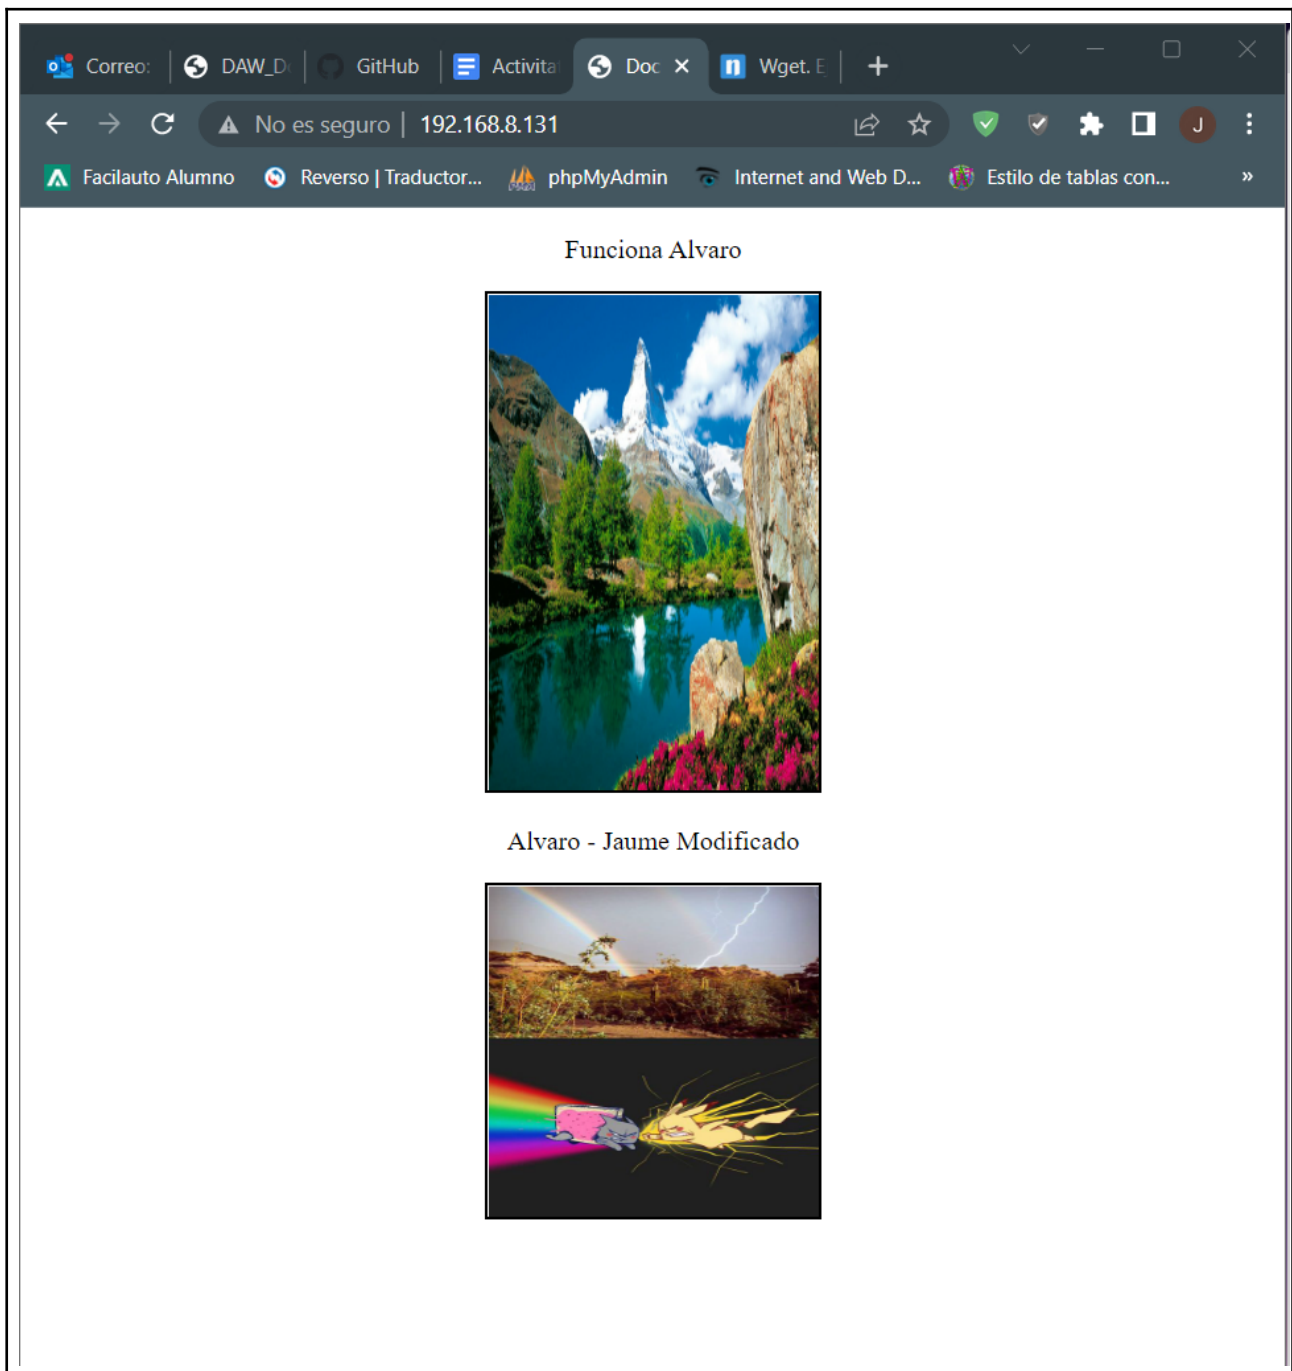 Correo:
DAW_D
GitHub
Activita
Doc
Wget. E
No es seguro | 192.168.8.131
J
Facilauto Alumno
Reverso | Traductor...
phpMyAdmin
Internet and Web D...
Estilo de tablas con...
»
Funciona Alvaro
Alvaro - Jaume Modificado